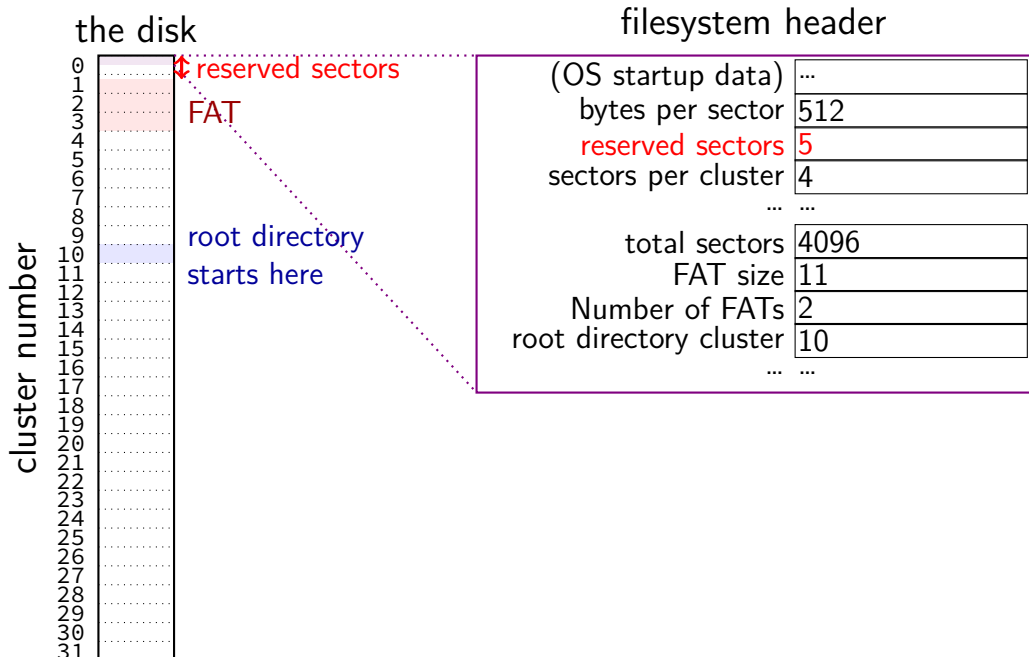 the disk
filesystem header
cluster number
0
1
2
3
4
5
6
7
8
9
10
11
12
13
14
15
16
17
18
19
20
21
22
23
24
25
26
27
28
29
30
31
reserved sectors
FAT
root directory
starts here
(OS startup data) ...
bytes per sector 512
reserved sectors 5
sectors per cluster 4
... ...
total sectors 4096
FAT size 11
Number of FATs 2
root directory cluster 10
... ...